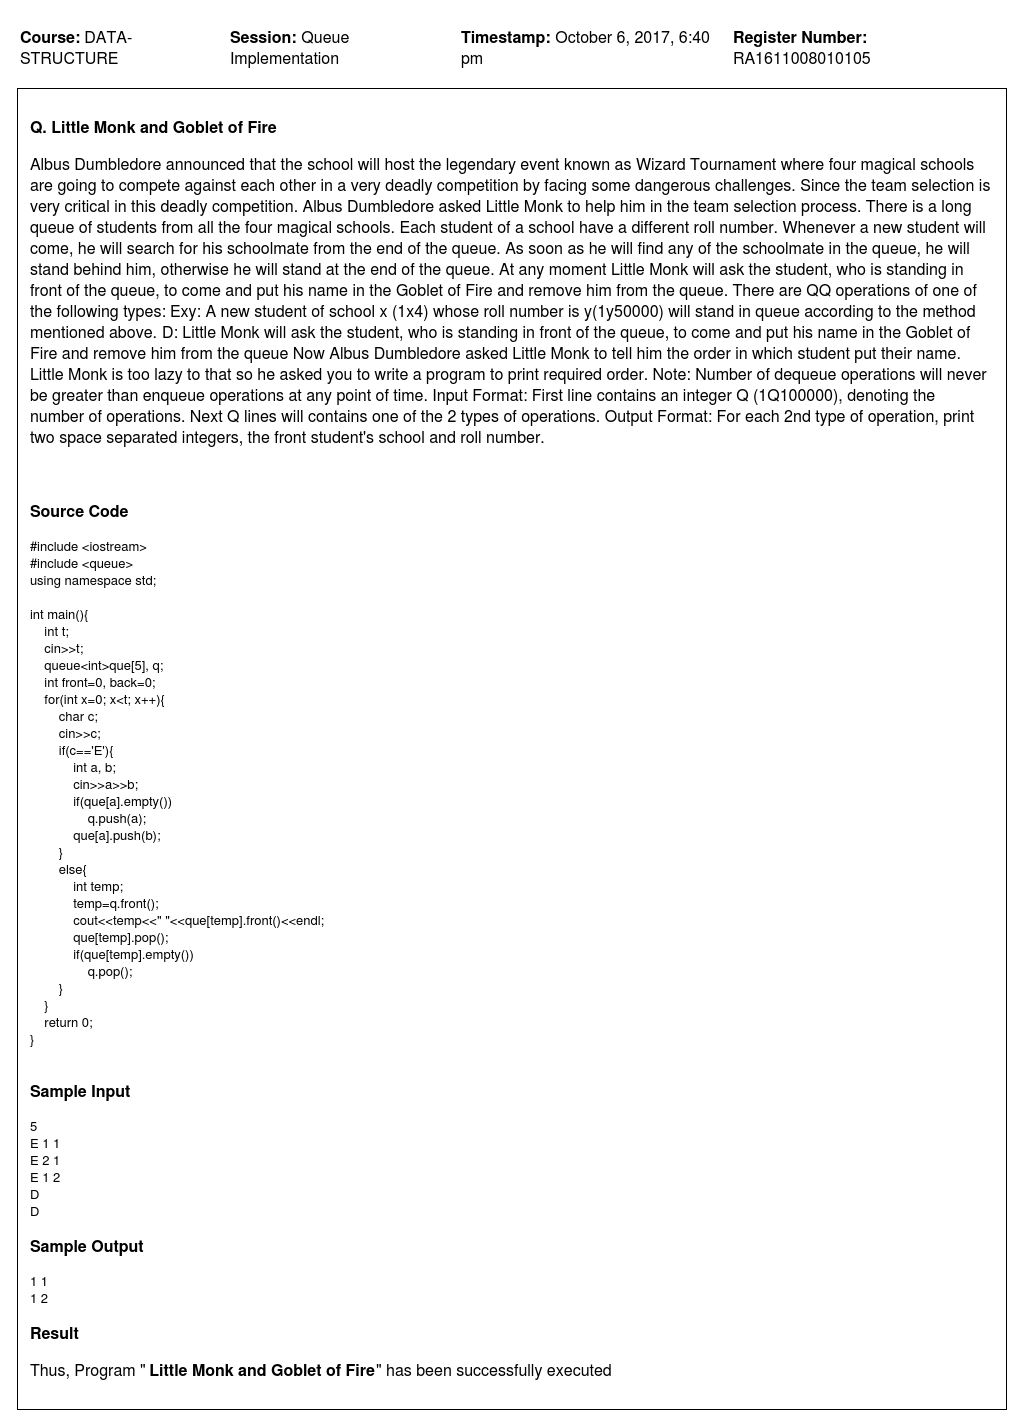 Course: DATA-STRUCTURE
Session: Queue Implementation
Timestamp: October 6, 2017, 6:40 pm
Register Number: RA1611008010105
Q. Little Monk and Goblet of Fire
Albus Dumbledore announced that the school will host the legendary event known as Wizard Tournament where four magical schools
are going to compete against each other in a very deadly competition by facing some dangerous challenges. Since the team selection is
very critical in this deadly competition. Albus Dumbledore asked Little Monk to help him in the team selection process. There is a long
queue of students from all the four magical schools. Each student of a school have a different roll number. Whenever a new student will
come, he will search for his schoolmate from the end of the queue. As soon as he will find any of the schoolmate in the queue, he will
stand behind him, otherwise he will stand at the end of the queue. At any moment Little Monk will ask the student, who is standing in
front of the queue, to come and put his name in the Goblet of Fire and remove him from the queue. There are QQ operations of one of
the following types: Exy: A new student of school x (1x4) whose roll number is y(1y50000) will stand in queue according to the method
mentioned above. D: Little Monk will ask the student, who is standing in front of the queue, to come and put his name in the Goblet of
Fire and remove him from the queue Now Albus Dumbledore asked Little Monk to tell him the order in which student put their name.
Little Monk is too lazy to that so he asked you to write a program to print required order. Note: Number of dequeue operations will never
be greater than enqueue operations at any point of time. Input Format: First line contains an integer Q (1Q100000), denoting the
number of operations. Next Q lines will contains one of the 2 types of operations. Output Format: For each 2nd type of operation, print
two space separated integers, the front student's school and roll number.
Source Code
#include <iostream>
#include <queue>
using namespace std;
int main(){
    int t;
    cin>>t;
    queue<int>que[5], q;
    int front=0, back=0;
    for(int x=0; x<t; x++){
        char c;
        cin>>c;
        if(c=='E'){
            int a, b;
            cin>>a>>b;
            if(que[a].empty())
                q.push(a);
            que[a].push(b);
        }
        else{
            int temp;
            temp=q.front();
            cout<<temp<<" "<<que[temp].front()<<endl;
            que[temp].pop();
            if(que[temp].empty())
                q.pop();
        }
    }
    return 0;
}
Sample Input
5
E 1 1
E 2 1
E 1 2
D
D
Sample Output
1 1
1 2
Result
Thus, Program " Little Monk and Goblet of Fire" has been successfully executed